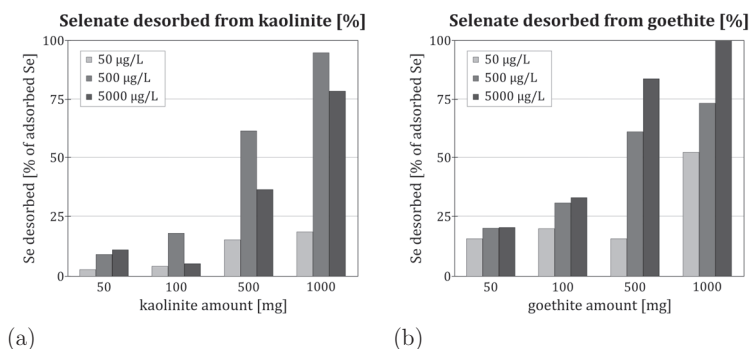 Selenate desorbed from kaolinite [%]
Se desorbed [% of adsorbed Se]
100
75
50
25
0
50 µg/L
500 µg/L
5000 µg/L
50 100 500 1000
kaolinite amount [mg]
(a)
Selenate desorbed from goethite [%]
Se desorbed [% of adsorbed Se]
100
75
50
25
0
50 µg/L
500 µg/L
5000 µg/L
50 100 500 1000
goethite amount [mg]
(b)